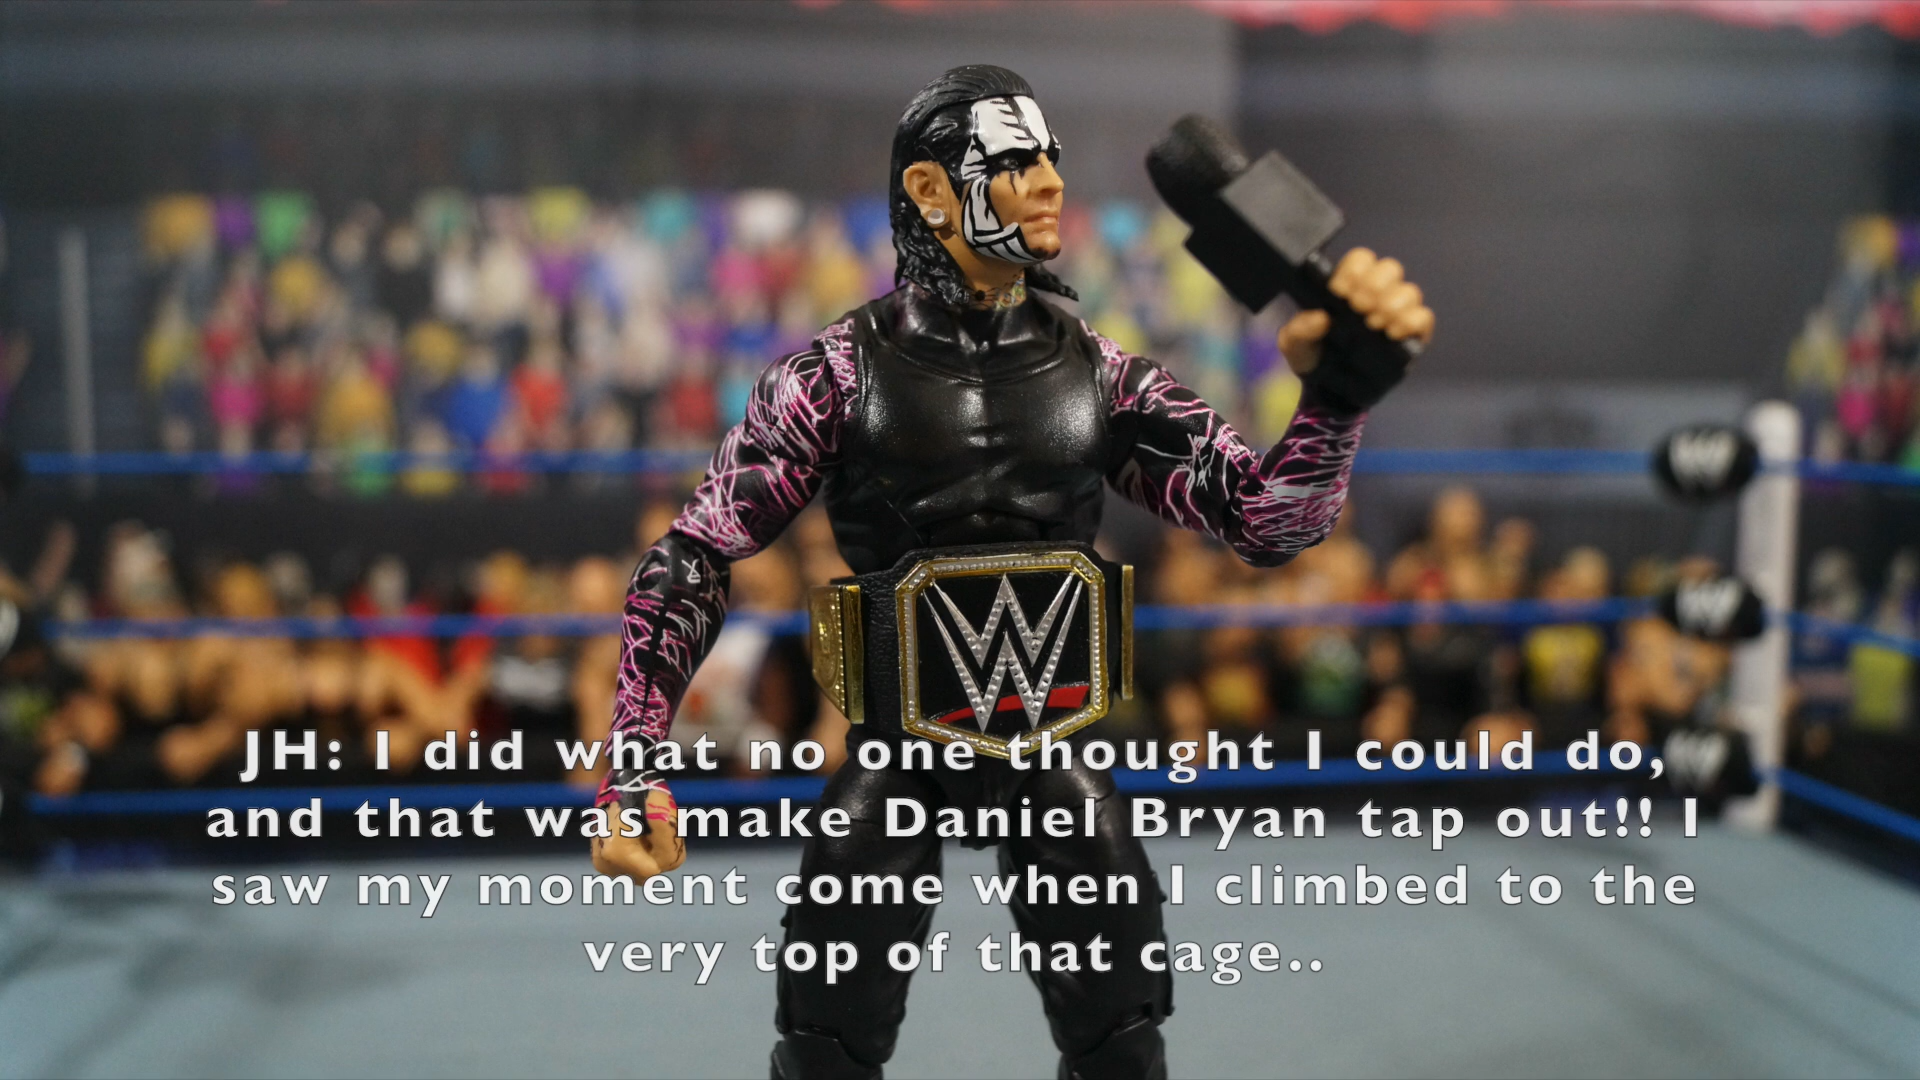 JH: I did what no one thought I could do,
and that was make Daniel Bryan tap out!! I
saw my moment come when I climbed to the
very top of that cage..